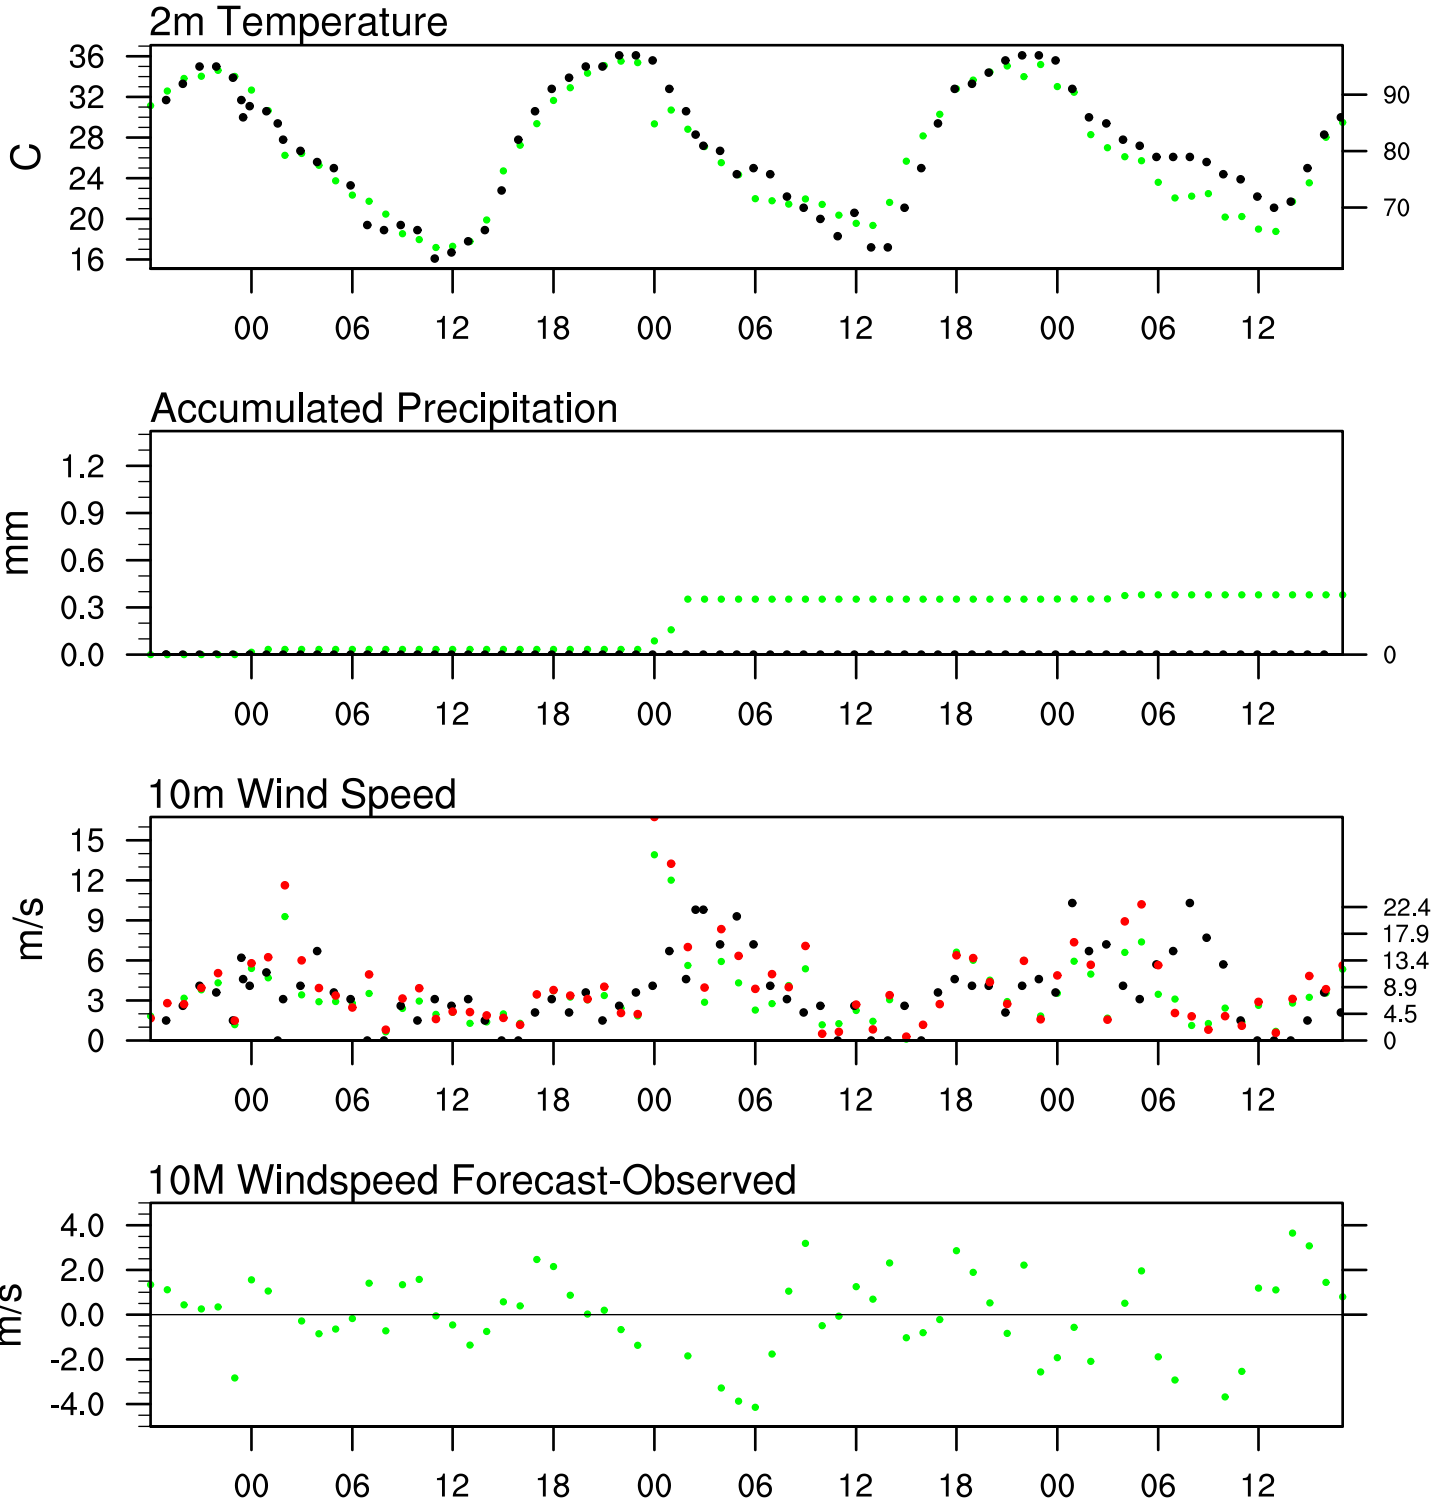 2m Temperature
36
32
28
24
20
16
C
90
80
70
00 06 12 18 00 06 12 18 00 06 12
Accumulated Precipitation
1.2
0.9
0.6
0.3
0.0
mm
0
00 06 12 18 00 06 12 18 00 06 12
10m Wind Speed
15
12
9
6
3
0
m/s
22.4
17.9
13.4
8.9
4.5
0
00 06 12 18 00 06 12 18 00 06 12
10M Windspeed Forecast-Observed
4.0
2.0
0.0
-2.0
-4.0
m/s
00 06 12 18 00 06 12 18 00 06 12